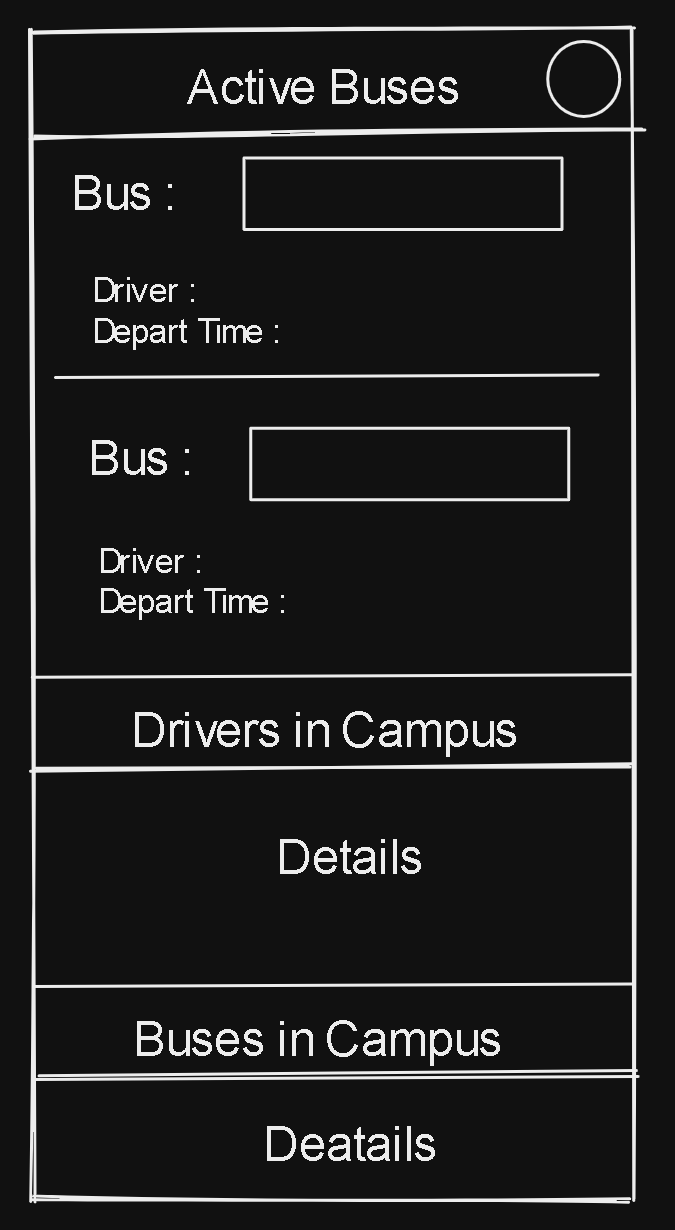 Active Buses
Bus :
Driver :
Depart Time :
Bus :
Driver :
Depart Time :
Drivers in Campus
Details
Buses in Campus
Deatails